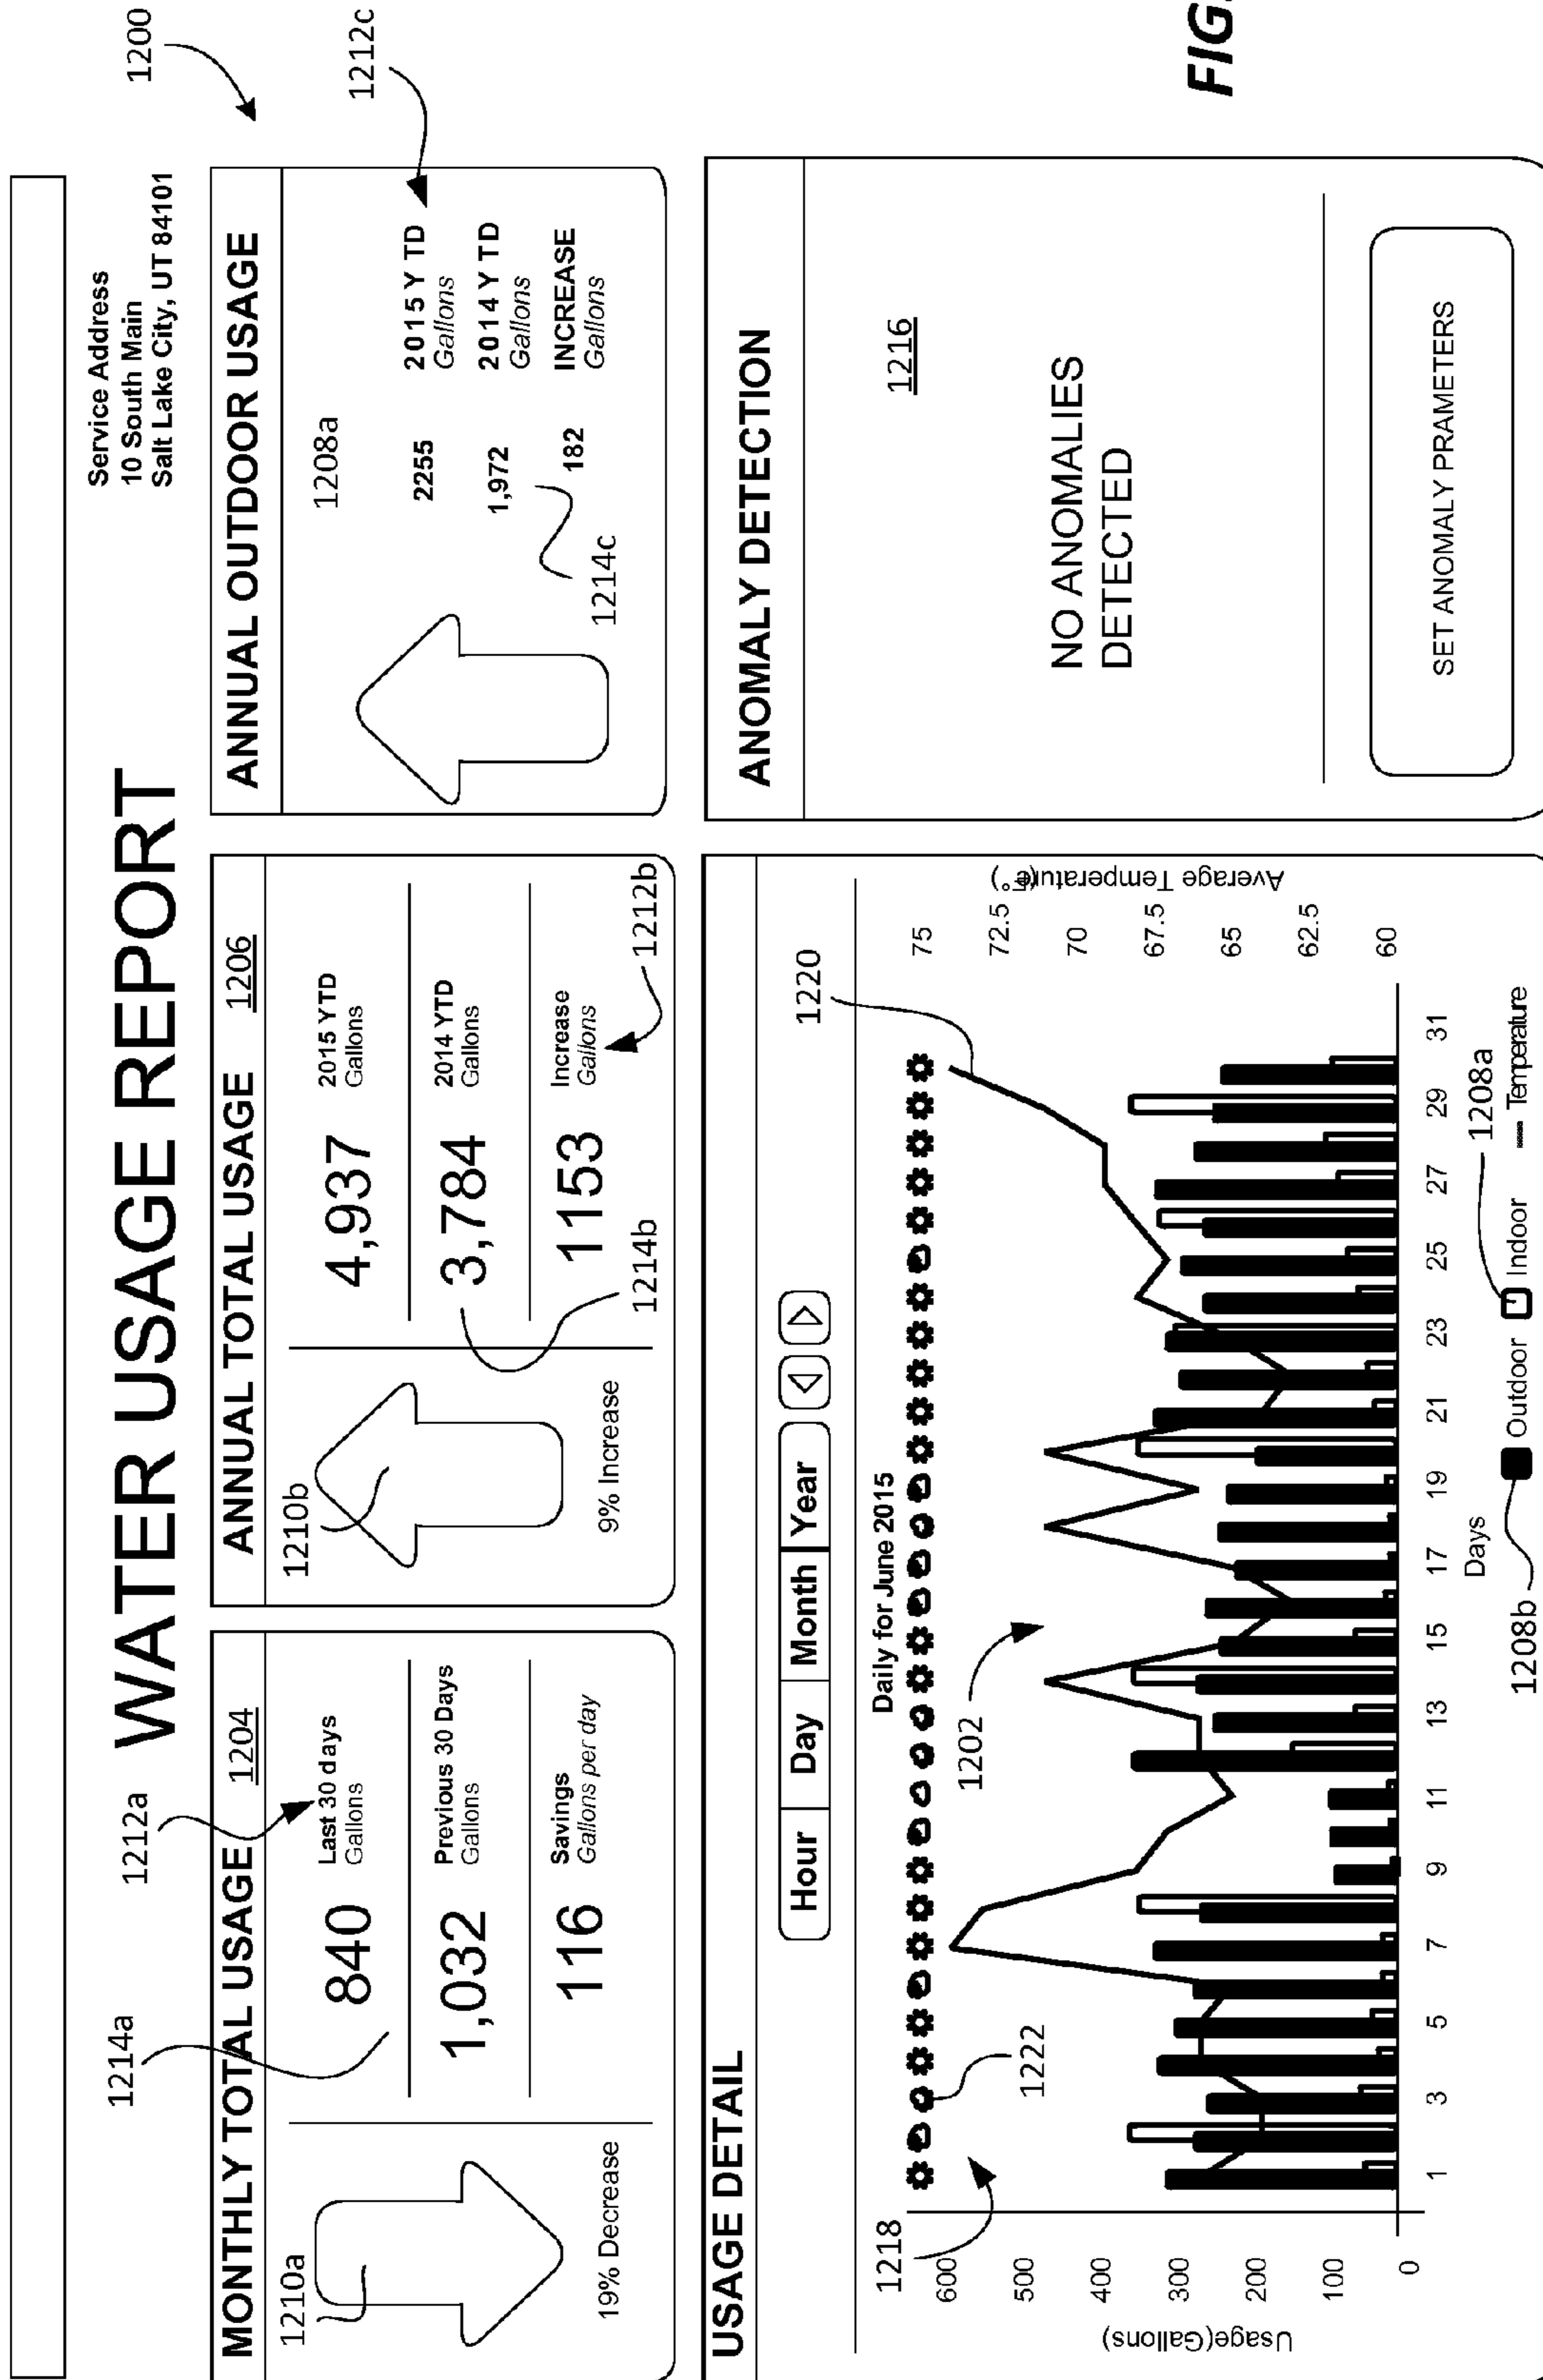 1200
WATER USAGE REPORT
Service Address
10 South Main
Salt Lake City, UT 84101
1214a
1212a
MONTHLY TOTAL USAGE 1204
1210a
19% Decrease
840
Last 30 days
Gallons
1,032
Previous 30 Days
Gallons
116
Savings
Gallons per day
ANNUAL TOTAL USAGE 1206
1210b
9% Increase
4,937
2015 YTD
Gallons
3,784
2014 YTD
Gallons
1153
Increase
Gallons
1214b
1212b
ANNUAL OUTDOOR USAGE
1212c
1208a
2255
2015 Y TD
Gallons
1,972
2014 Y TD
Gallons
182
INCREASE
Gallons
1214c
USAGE DETAIL
Hour Day Month Year
Daily for June 2015
1218
1222
1202
1220
600
500
400
300
200
100
0
Usage(Gallons)
75
72.5
70
67.5
65
62.5
60
Average Temperature(F°)
1 3 5 7 9 11 13 15 17 19 21 23 25 27 29 31
Days
Outdoor Indoor Temperature
1208b
1208a
ANOMALY DETECTION
1216
NO ANOMALIES
DETECTED
SET ANOMALY PRAMETERS
FIG.